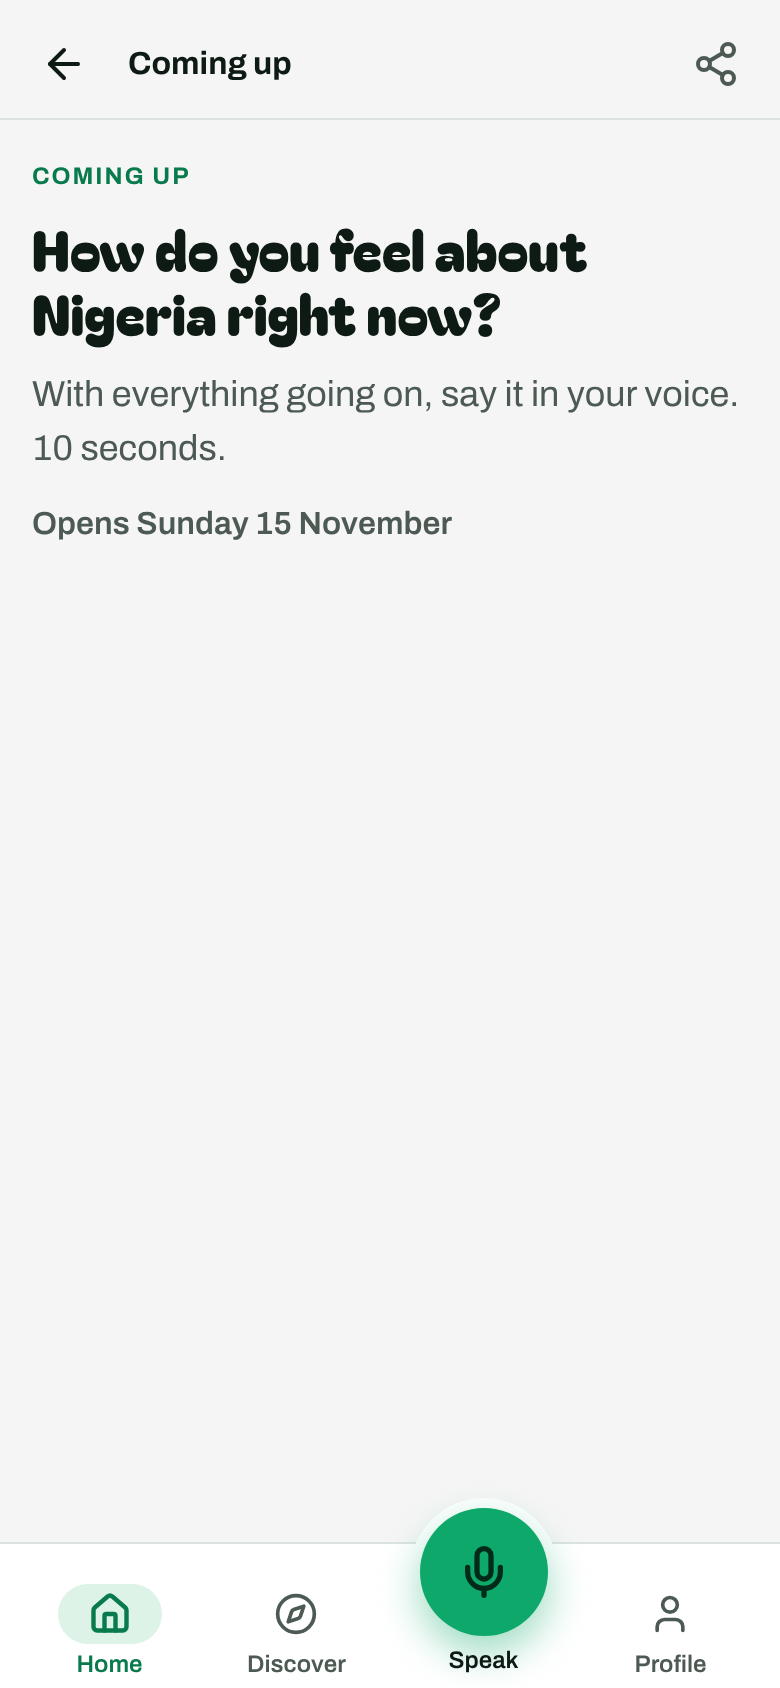 Coming up
COMING UP
How do you feel about
Nigeria right now?
With everything going on, say it in your voice.
10 seconds.
Opens Sunday 15 November
Home
Discover
Speak
Profile